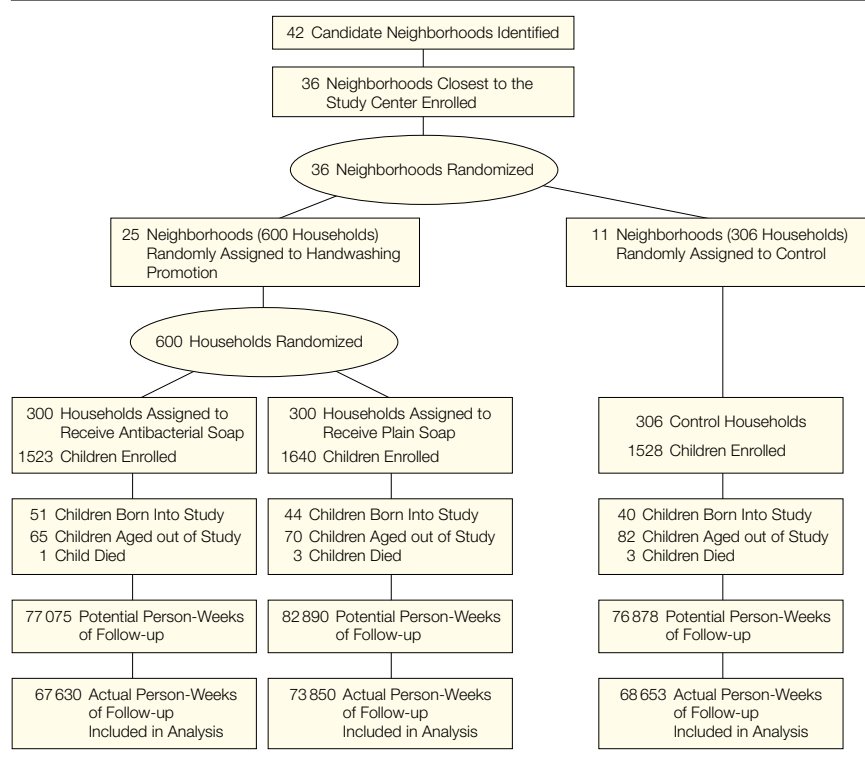 42 Candidate Neighborhoods Identified
36 Neighborhoods Closest to the
Study Center Enrolled
36 Neighborhoods Randomized
25 Neighborhoods (600 Households)
Randomly Assigned to Handwashing
Promotion
11 Neighborhoods (306 Households)
Randomly Assigned to Control
600 Households Randomized
300 Households Assigned to
Receive Antibacterial Soap
1523 Children Enrolled
300 Households Assigned to
Receive Plain Soap
1640 Children Enrolled
306 Control Households
1528 Children Enrolled
51 Children Born Into Study
65 Children Aged out of Study
1 Child Died
44 Children Born Into Study
70 Children Aged out of Study
3 Children Died
40 Children Born Into Study
82 Children Aged out of Study
3 Children Died
77 075 Potential Person-Weeks
of Follow-up
82 890 Potential Person-Weeks
of Follow-up
76 878 Potential Person-Weeks
of Follow-up
67 630 Actual Person-Weeks
of Follow-up
Included in Analysis
73 850 Actual Person-Weeks
of Follow-up
Included in Analysis
68 653 Actual Person-Weeks
of Follow-up
Included in Analysis